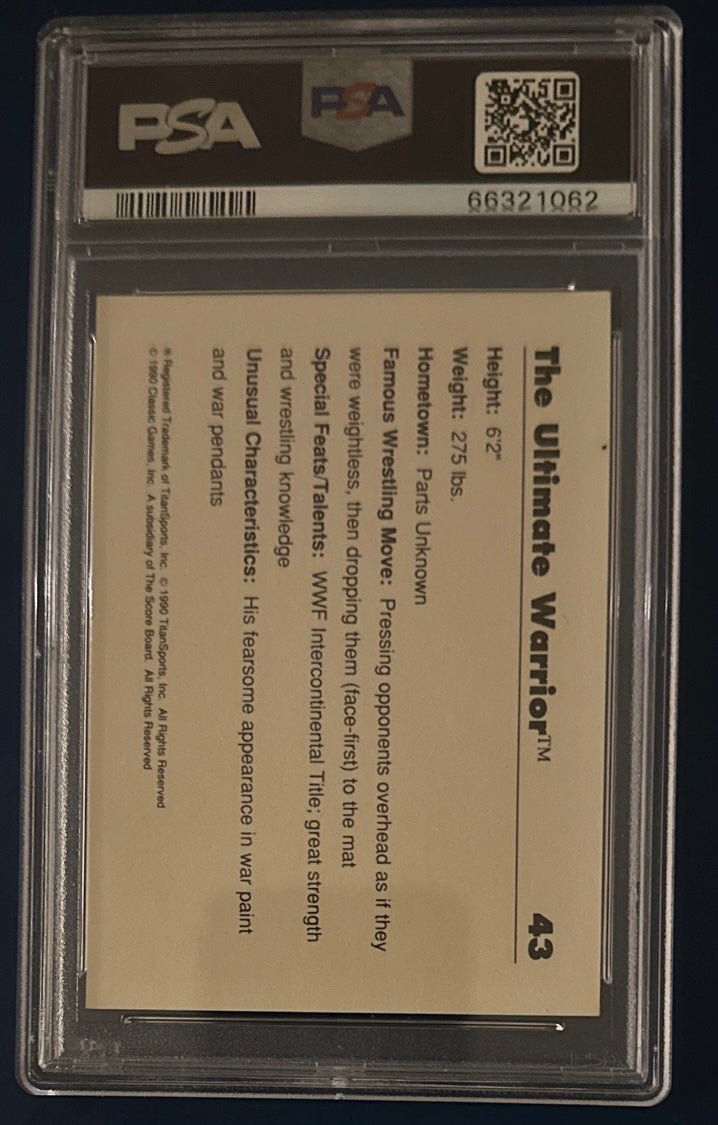 PSA
PSA
66321062
The Ultimate Warrior™ 43
Height: 6'2"
Weight: 275 lbs.
Hometown: Parts Unknown
Famous Wrestling Move: Pressing opponents overhead as if they
were weightless, then dropping them (face-first) to the mat
Special Feats/Talents: WWF Intercontinental Title; great strength
and wrestling knowledge
Unusual Characteristics: His fearsome appearance in war paint
and war pendants
® Registered Trademark of TitanSports, Inc. © 1990 TitanSports, Inc. All Rights Reserved
© 1990 Classic Games, Inc. A subsidiary of The Score Board. All Rights Reserved